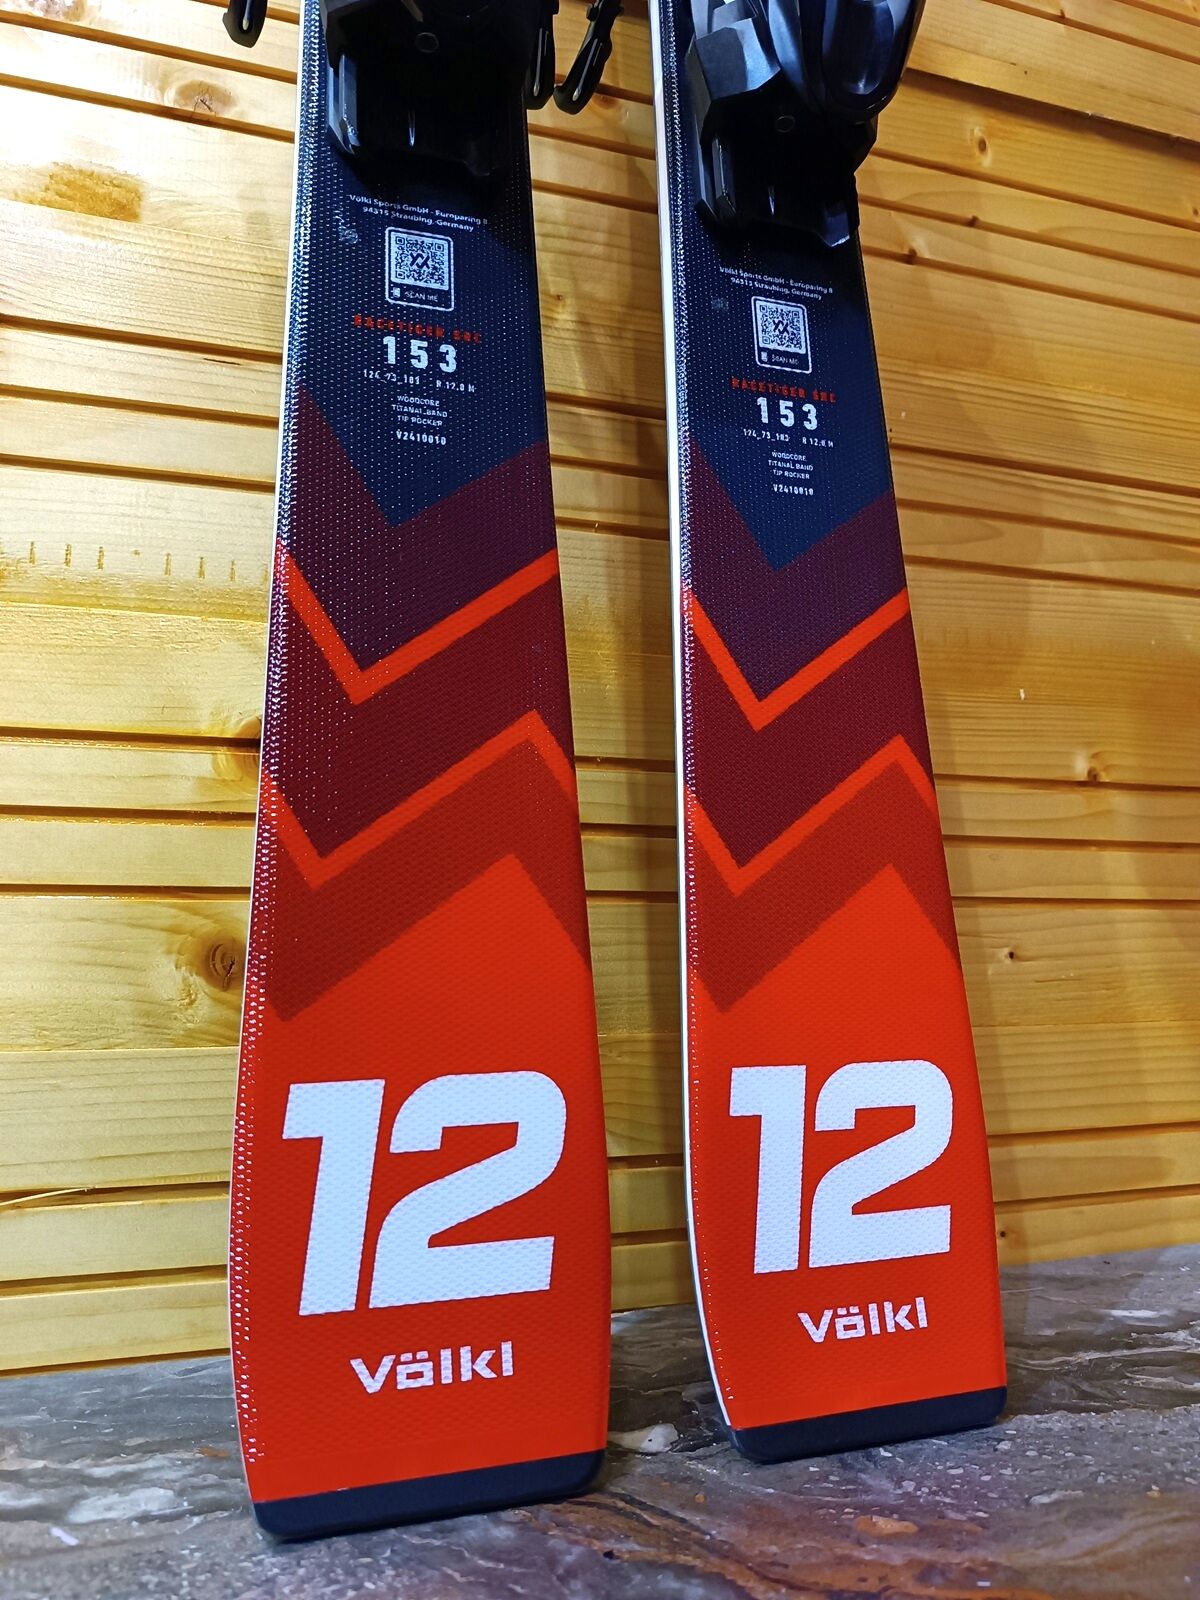 Völkl Sports GmbH - Europaring 8
94315 Straubing, Germany
SCAN ME
RACETIGER SRC
153
124_73_103 R 12.0 M
WOODCORE
TITANAL BAND
TIP ROCKER
V2410010
12
völkl
Völkl Sports GmbH - Europaring 8
94315 Straubing, Germany
SCAN ME
RACETIGER SRC
153
124_73_103 R 12.0 M
WOODCORE
TITANAL BAND
TIP ROCKER
V2410010
12
völkl